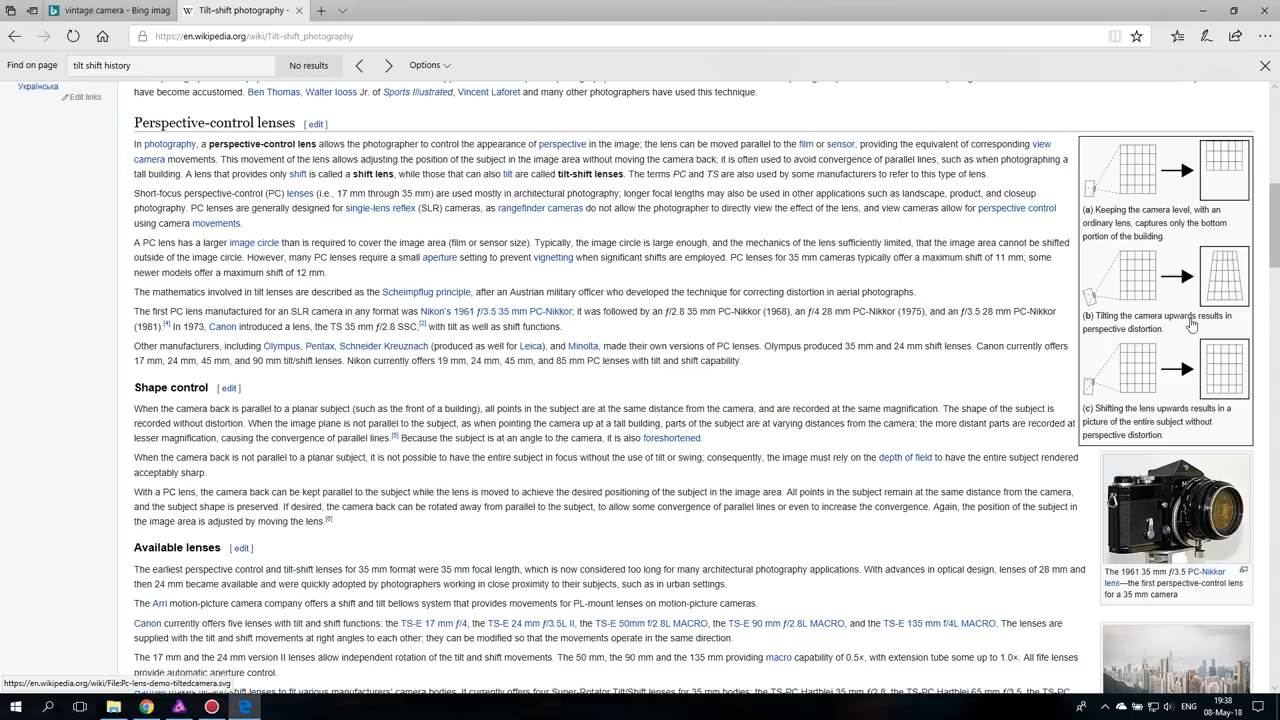 vintage camera - Bing imag
Tilt–shift photography -
https://en.wikipedia.org/wiki/Tilt–shift_photography
Find on page
tilt shift history
No results
Options
Українська
Edit links
have become accustomed. Ben Thomas, Walter Iooss Jr. of Sports Illustrated, Vincent Laforet and many other photographers have used this technique.
Perspective-control lenses [ edit ]
In photography, a perspective-control lens allows the photographer to control the appearance of perspective in the image; the lens can be moved parallel to the film or sensor, providing the equivalent of corresponding view
camera movements. This movement of the lens allows adjusting the position of the subject in the image area without moving the camera back; it is often used to avoid convergence of parallel lines, such as when photographing a
tall building. A lens that provides only shift is called a shift lens, while those that can also tilt are called tilt-shift lenses. The terms PC and TS are also used by some manufacturers to refer to this type of lens.
Short-focus perspective-control (PC) lenses (i.e., 17 mm through 35 mm) are used mostly in architectural photography; longer focal lengths may also be used in other applications such as landscape, product, and closeup
photography. PC lenses are generally designed for single-lens reflex (SLR) cameras, as rangefinder cameras do not allow the photographer to directly view the effect of the lens, and view cameras allow for perspective control
using camera movements.
A PC lens has a larger image circle than is required to cover the image area (film or sensor size). Typically, the image circle is large enough, and the mechanics of the lens sufficiently limited, that the image area cannot be shifted
outside of the image circle. However, many PC lenses require a small aperture setting to prevent vignetting when significant shifts are employed. PC lenses for 35 mm cameras typically offer a maximum shift of 11 mm; some
newer models offer a maximum shift of 12 mm.
The mathematics involved in tilt lenses are described as the Scheimpflug principle, after an Austrian military officer who developed the technique for correcting distortion in aerial photographs.
The first PC lens manufactured for an SLR camera in any format was Nikon's 1961 ƒ/3.5 35 mm PC-Nikkor; it was followed by an ƒ/2.8 35 mm PC-Nikkor (1968), an ƒ/4 28 mm PC-Nikkor (1975), and an ƒ/3.5 28 mm PC-Nikkor
(1981).[4] In 1973, Canon introduced a lens, the TS 35 mm ƒ/2.8 SSC,[2] with tilt as well as shift functions.
Other manufacturers, including Olympus, Pentax, Schneider Kreuznach (produced as well for Leica), and Minolta, made their own versions of PC lenses. Olympus produced 35 mm and 24 mm shift lenses. Canon currently offers
17 mm, 24 mm, 45 mm, and 90 mm tilt/shift lenses. Nikon currently offers 19 mm, 24 mm, 45 mm, and 85 mm PC lenses with tilt and shift capability.
Shape control [ edit ]
When the camera back is parallel to a planar subject (such as the front of a building), all points in the subject are at the same distance from the camera, and are recorded at the same magnification. The shape of the subject is
recorded without distortion. When the image plane is not parallel to the subject, as when pointing the camera up at a tall building, parts of the subject are at varying distances from the camera; the more distant parts are recorded at
lesser magnification, causing the convergence of parallel lines.[5] Because the subject is at an angle to the camera, it is also foreshortened.
When the camera back is not parallel to a planar subject, it is not possible to have the entire subject in focus without the use of tilt or swing; consequently, the image must rely on the depth of field to have the entire subject rendered
acceptably sharp.
With a PC lens, the camera back can be kept parallel to the subject while the lens is moved to achieve the desired positioning of the subject in the image area. All points in the subject remain at the same distance from the camera,
and the subject shape is preserved. If desired, the camera back can be rotated away from parallel to the subject, to allow some convergence of parallel lines or even to increase the convergence. Again, the position of the subject in
the image area is adjusted by moving the lens.[6]
Available lenses [ edit ]
The earliest perspective control and tilt-shift lenses for 35 mm format were 35 mm focal length, which is now considered too long for many architectural photography applications. With advances in optical design, lenses of 28 mm and
then 24 mm became available and were quickly adopted by photographers working in close proximity to their subjects, such as in urban settings.
The Arri motion-picture camera company offers a shift and tilt bellows system that provides movements for PL-mount lenses on motion-picture cameras.
Canon currently offers five lenses with tilt and shift functions: the TS-E 17 mm ƒ/4, the TS-E 24 mm ƒ/3.5L II, the TS-E 50mm f/2.8L MACRO, the TS-E 90 mm ƒ/2.8L MACRO, and the TS-E 135 mm f/4L MACRO. The lenses are
supplied with the tilt and shift movements at right angles to each other; they can be modified so that the movements operate in the same direction.
The 17 mm and the 24 mm version II lenses allow independent rotation of the tilt and shift movements. The 50 mm, the 90 mm and the 135 mm providing macro capability of 0.5×, with extension tube some up to 1.0×. All fife lenses
provide automatic aperture control.
Hartblei makes tilt-and-shift lenses to fit various manufacturers' camera bodies. It currently offers four Super-Rotator Tilt/Shift lenses for 35 mm bodies: the TS-PC Hartblei 35 mm ƒ/2.8, the TS-PC Hartblei 65 mm ƒ/3.5, the TS-PC
(a) Keeping the camera level, with an
ordinary lens, captures only the bottom
portion of the building.
(b) Tilting the camera upwards results in
perspective distortion.
(c) Shifting the lens upwards results in a
picture of the entire subject without
perspective distortion.
The 1961 35 mm ƒ/3.5 PC-Nikkor
lens—the first perspective-control lens
for a 35 mm camera
https://en.wikipedia.org/wiki/File:Pc-lens-demo-tiltedcamera.svg
ENG
19:38
08-May-18